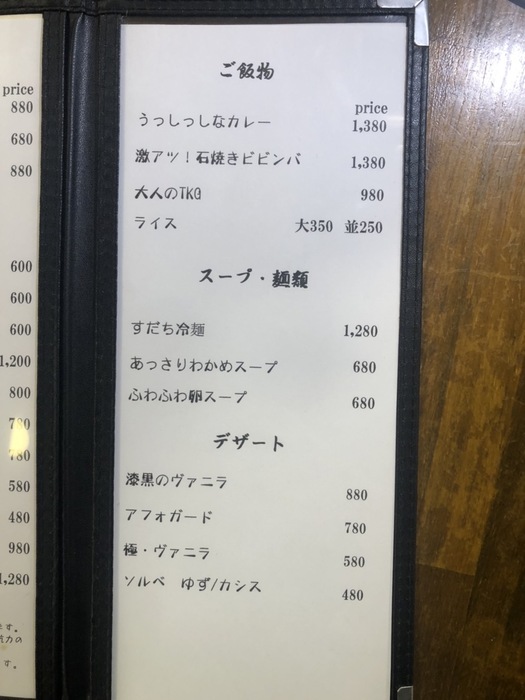 price
880
680
880
600
600
600
1,200
800
780
780
580
480
980
1,280
ます。
す。
ご飯物
price
うっしっしなカレー 1,380
激アツ！石焼きビビンバ 1,380
大人のTKG 980
ライス 大350 並250
スープ・麺類
すだち冷麺 1,280
あっさりわかめスープ 680
ふわふわ卵スープ 680
デザート
漆黒のヴァニラ 880
アフォガード 780
極・ヴァニラ 580
ソルベ ゆず/カシス 480